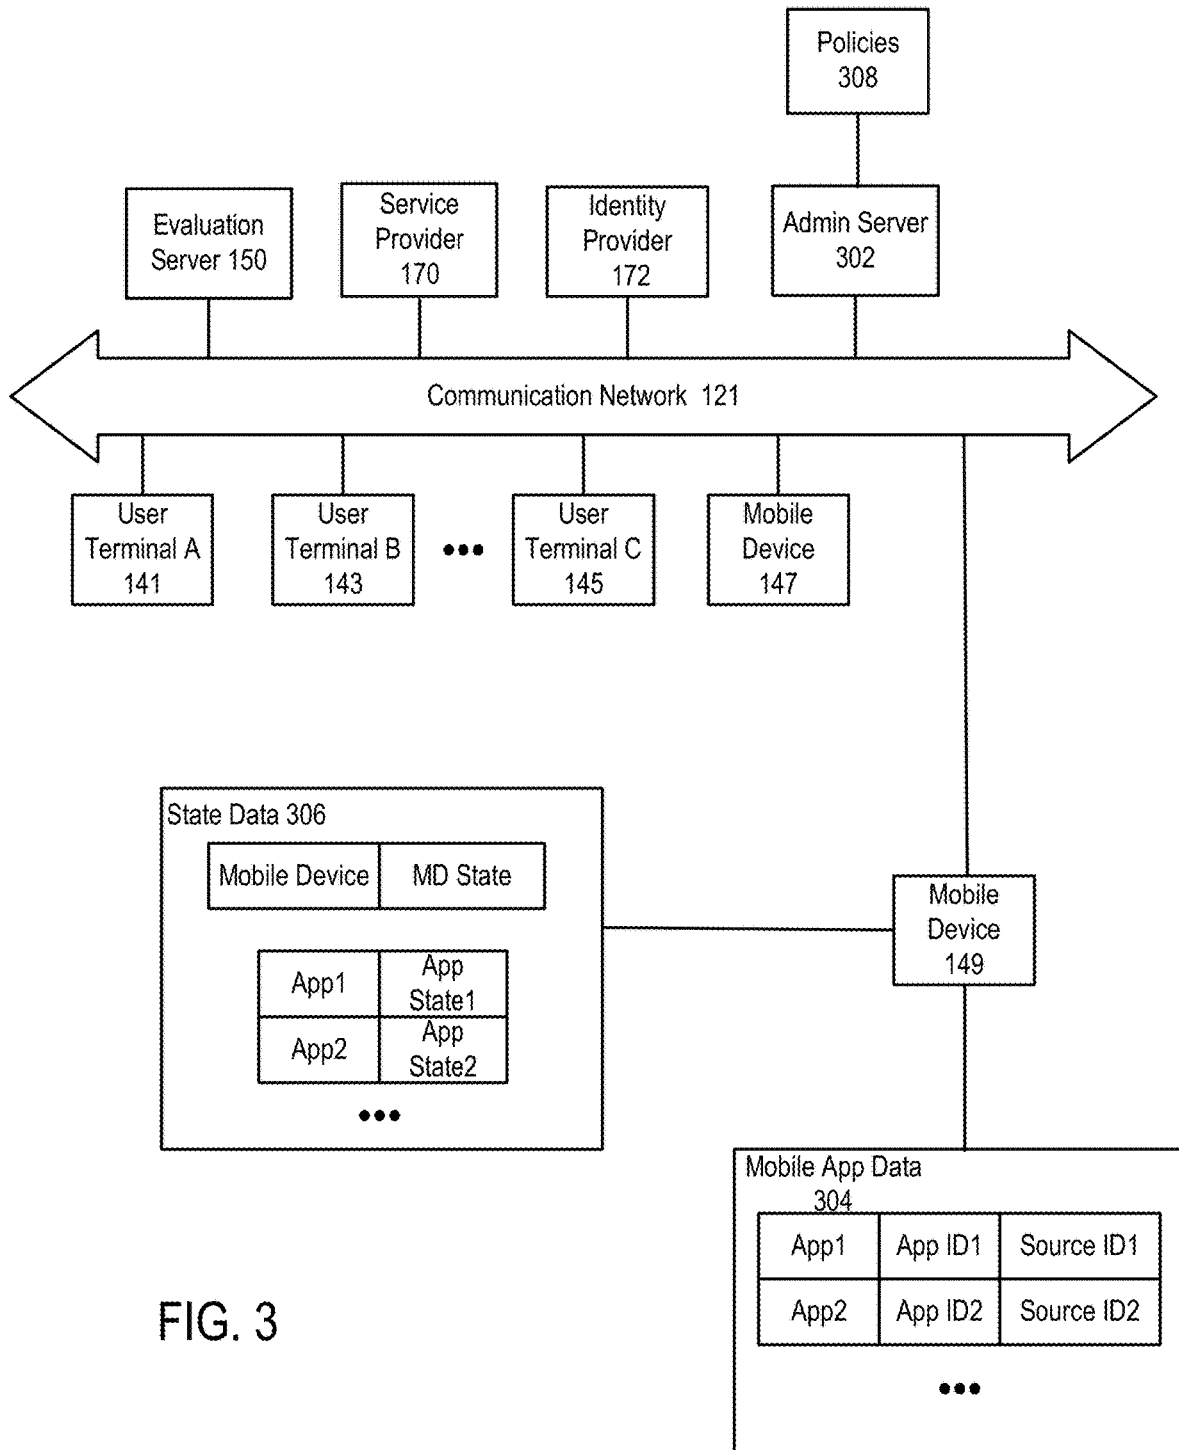 Policies
308
Evaluation
Server 150
Service
Provider
170
Identity
Provider
172
Admin Server
302
Communication Network 121
User
Terminal A
141
User
Terminal B
143
•••
User
Terminal C
145
Mobile
Device
147
State Data 306
Mobile Device
MD State
App1
App
State1
App2
App
State2
•••
Mobile
Device
149
Mobile App Data
304
App1
App ID1
Source ID1
App2
App ID2
Source ID2
•••
FIG. 3